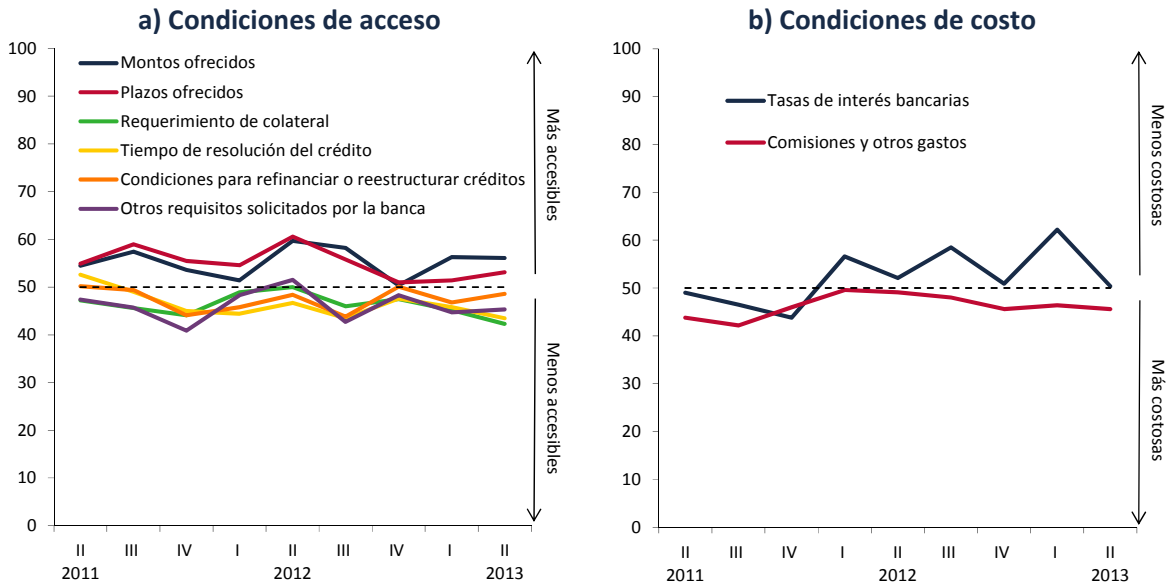 a) Condiciones de acceso
100
90
80
70
60
50
40
30
20
10
0
Montos ofrecidos
Plazos ofrecidos
Requerimiento de colateral
Tiempo de resolución del crédito
Condiciones para refinanciar o reestructurar créditos
Otros requisitos solicitados por la banca
Más accesibles
Menos accesibles
II III IV I II III IV I II
2011 2012 2013
b) Condiciones de costo
100
90
80
70
60
50
40
30
20
10
0
Tasas de interés bancarias
Comisiones y otros gastos
Menos costosas
Más costosas
II III IV I II III IV I II
2011 2012 2013